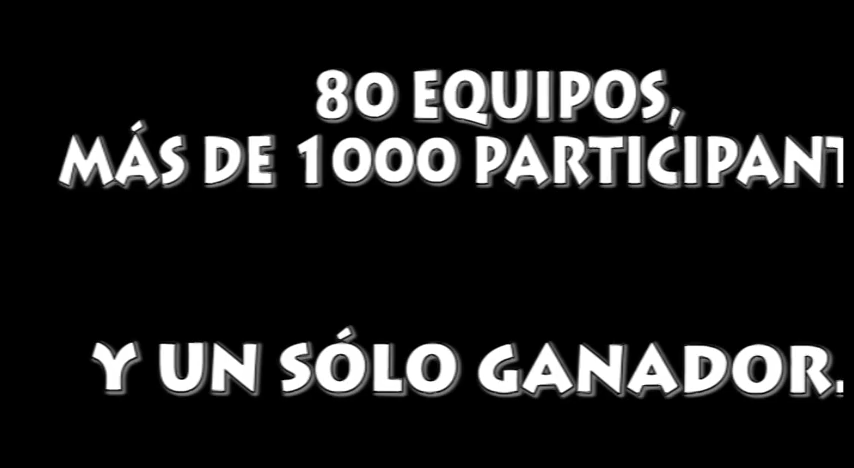 80 EQUIPOS,
MÁS DE 1000 PARTICIPANT
Y UN SÓLO GANADOR.